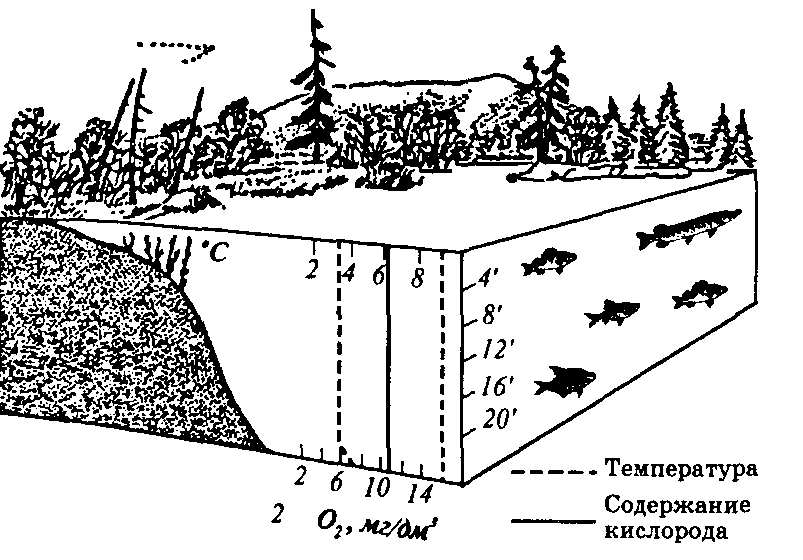 °C
2 4 6 8
4'
8'
12'
16'
20'
2 6 10 14
2 O₂, мг/дм³
Температура
Содержание
кислорода